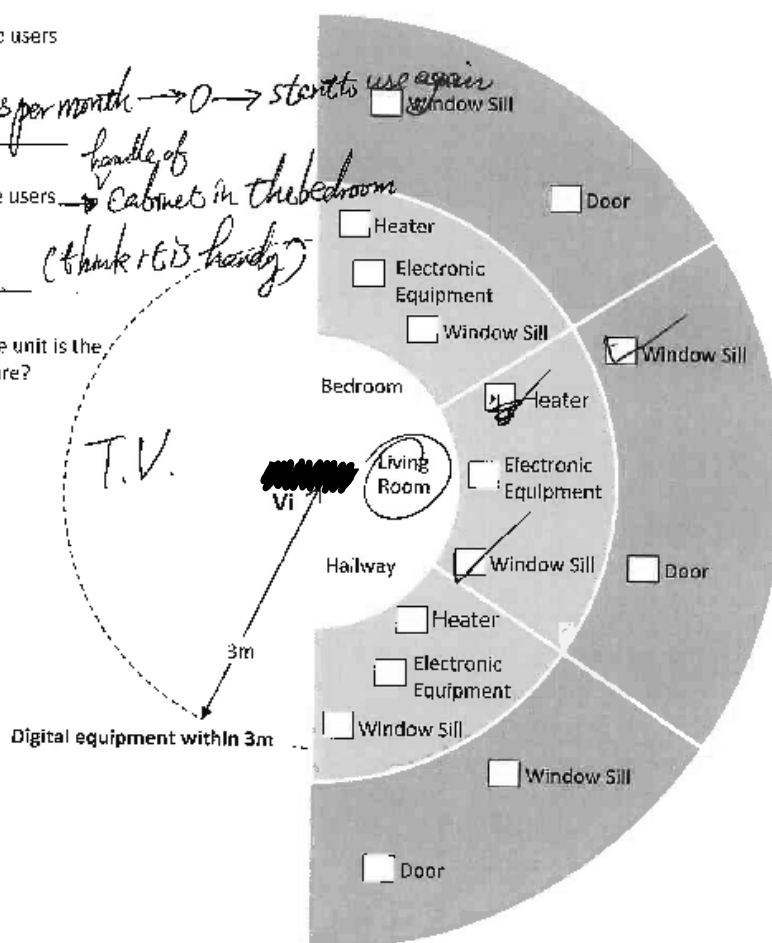 users
per month → 0 → start to use again
Window Sill
handle of
users → Cabinets in the bedroom
Door
Heater
(think it is handy)
Electronic
Equipment
Window Sill
e unit is the
re?
Window Sill
Bedroom
Heater
T.V.
Living
Room
Electronic
Equipment
Vi
Hallway
Window Sill
Door
Heater
3m
Electronic
Equipment
Window Sill
Digital equipment within 3m
Window Sill
Door